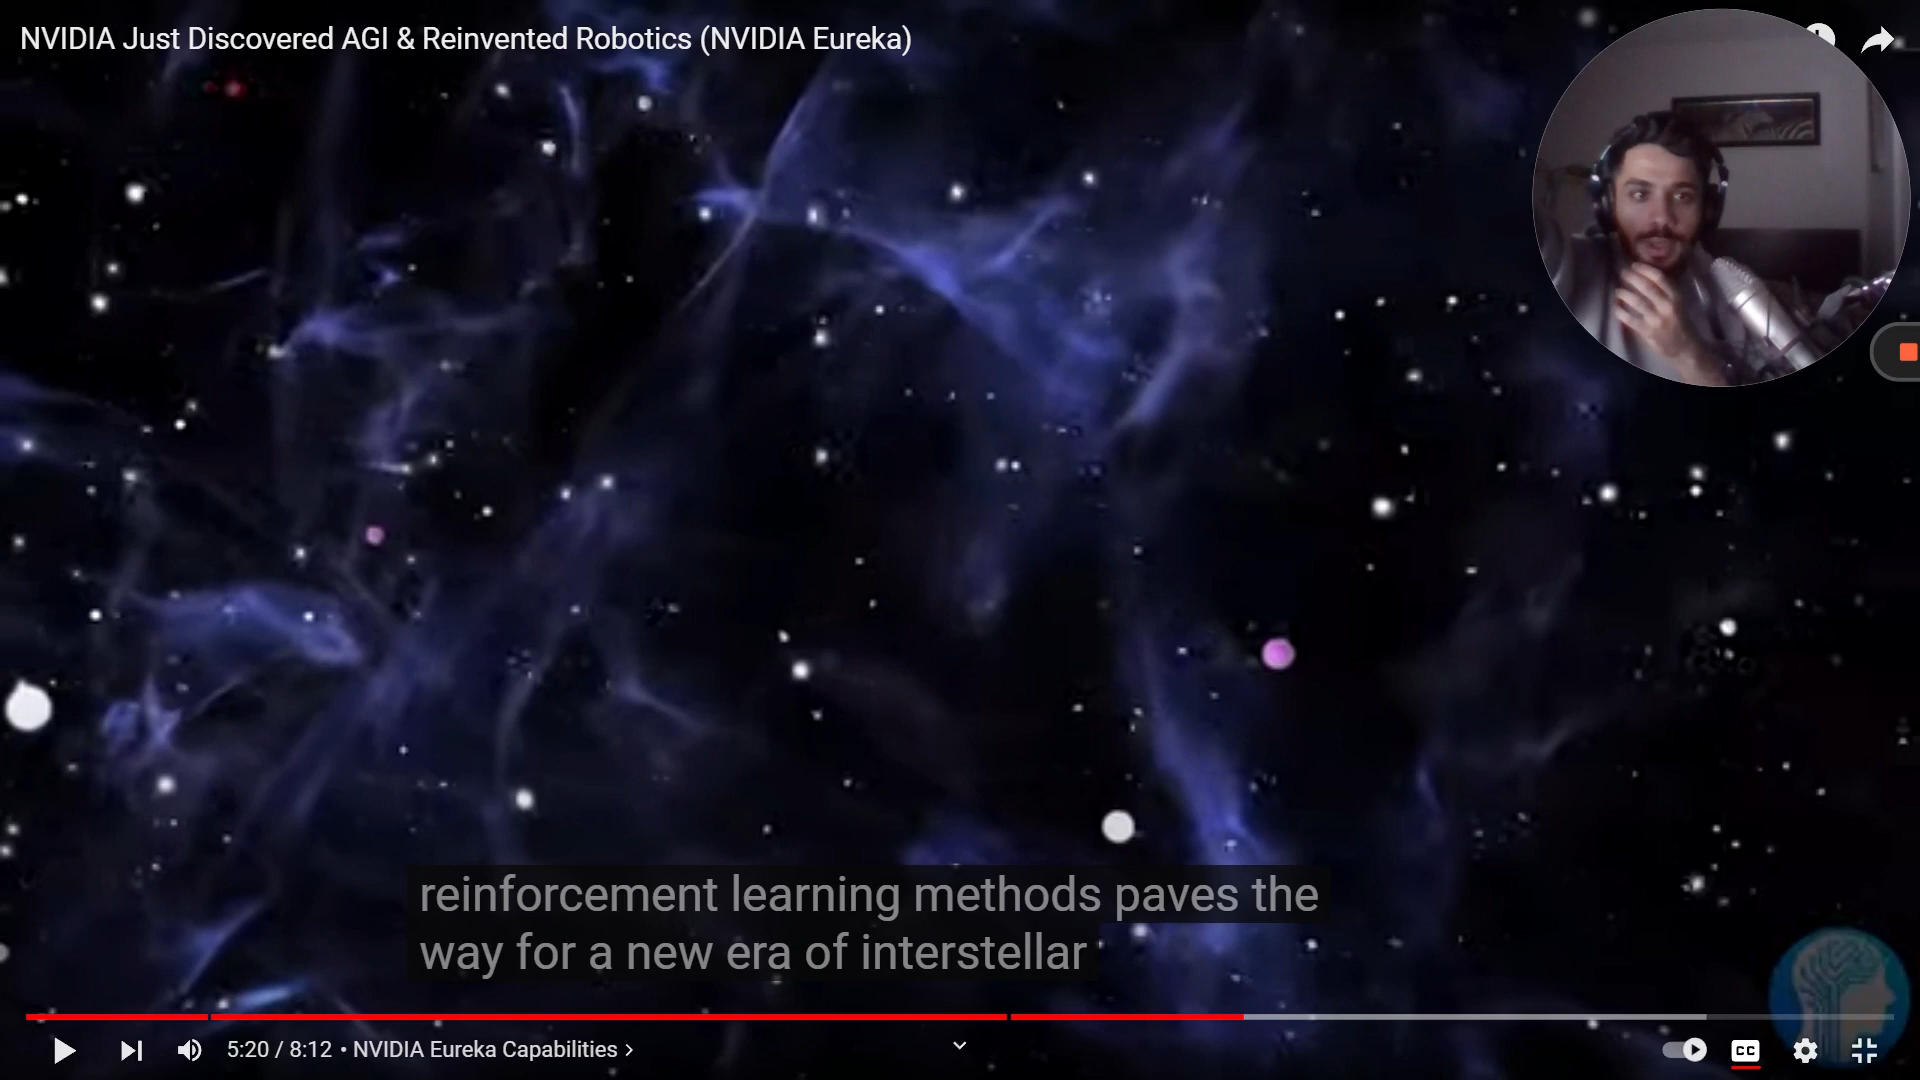 NVIDIA Just Discovered AGI & Reinvented Robotics (NVIDIA Eureka)
reinforcement learning methods paves the
way for a new era of interstellar
5:20 / 8:12 • NVIDIA Eureka Capabilities
CC